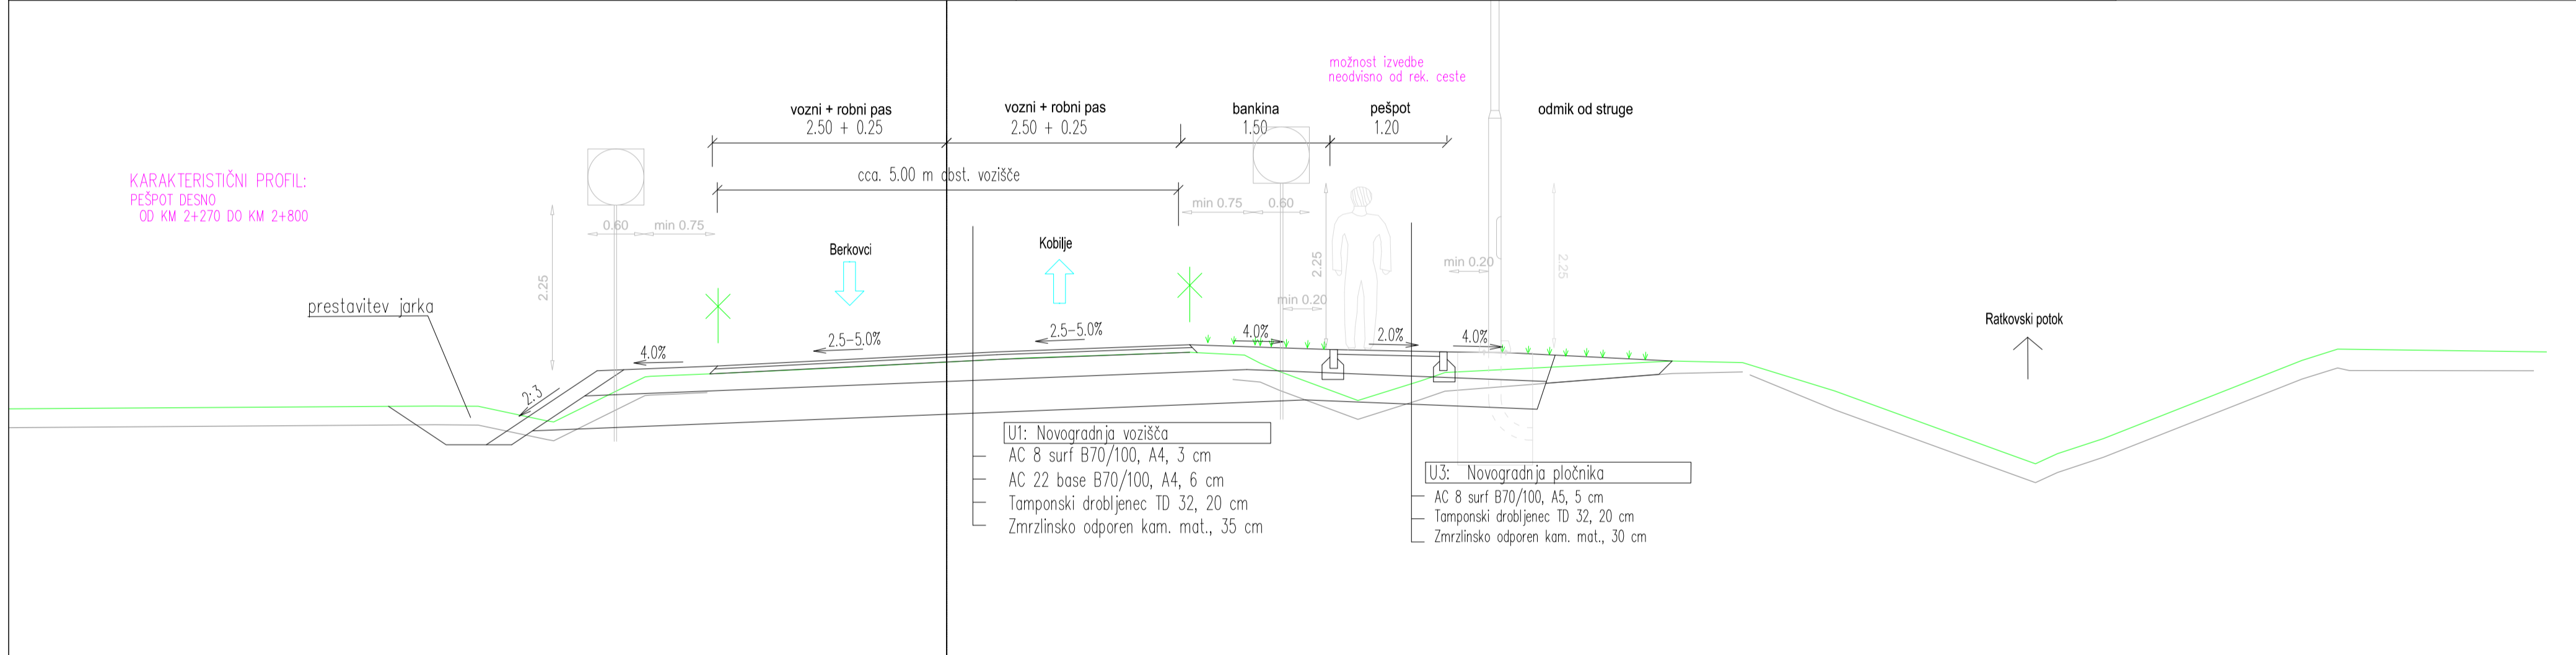 možnost izvedbe
neodvisno od rek. ceste
vozni + robni pas
2.50 + 0.25
vozni + robni pas
2.50 + 0.25
bankina
1.50
pešpot
1.20
odmik od struge
KARAKTERISTIČNI PROFIL:
PEŠPOT DESNO
OD KM 2+270 DO KM 2+800
cca. 5.00 m obst. vozišče
0.60
min 0.75
min 0.75
0.60
2.25
Berkovci
Kobilje
2.25
min 0.20
min 0.20
2.25
prestavitev jarka
Ratkovski potok
2:3
4.0%
2.5-5.0%
2.5-5.0%
4.0%
2.0%
4.0%
U1: Novogradnja vozišča
AC 8 surf B70/100, A4, 3 cm
AC 22 base B70/100, A4, 6 cm
Tamponski drobljenec TD 32, 20 cm
Zmrzlinsko odporen kam. mat., 35 cm
U3: Novogradnja pločnika
AC 8 surf B70/100, A5, 5 cm
Tamponski drobljenec TD 32, 20 cm
Zmrzlinsko odporen kam. mat., 30 cm